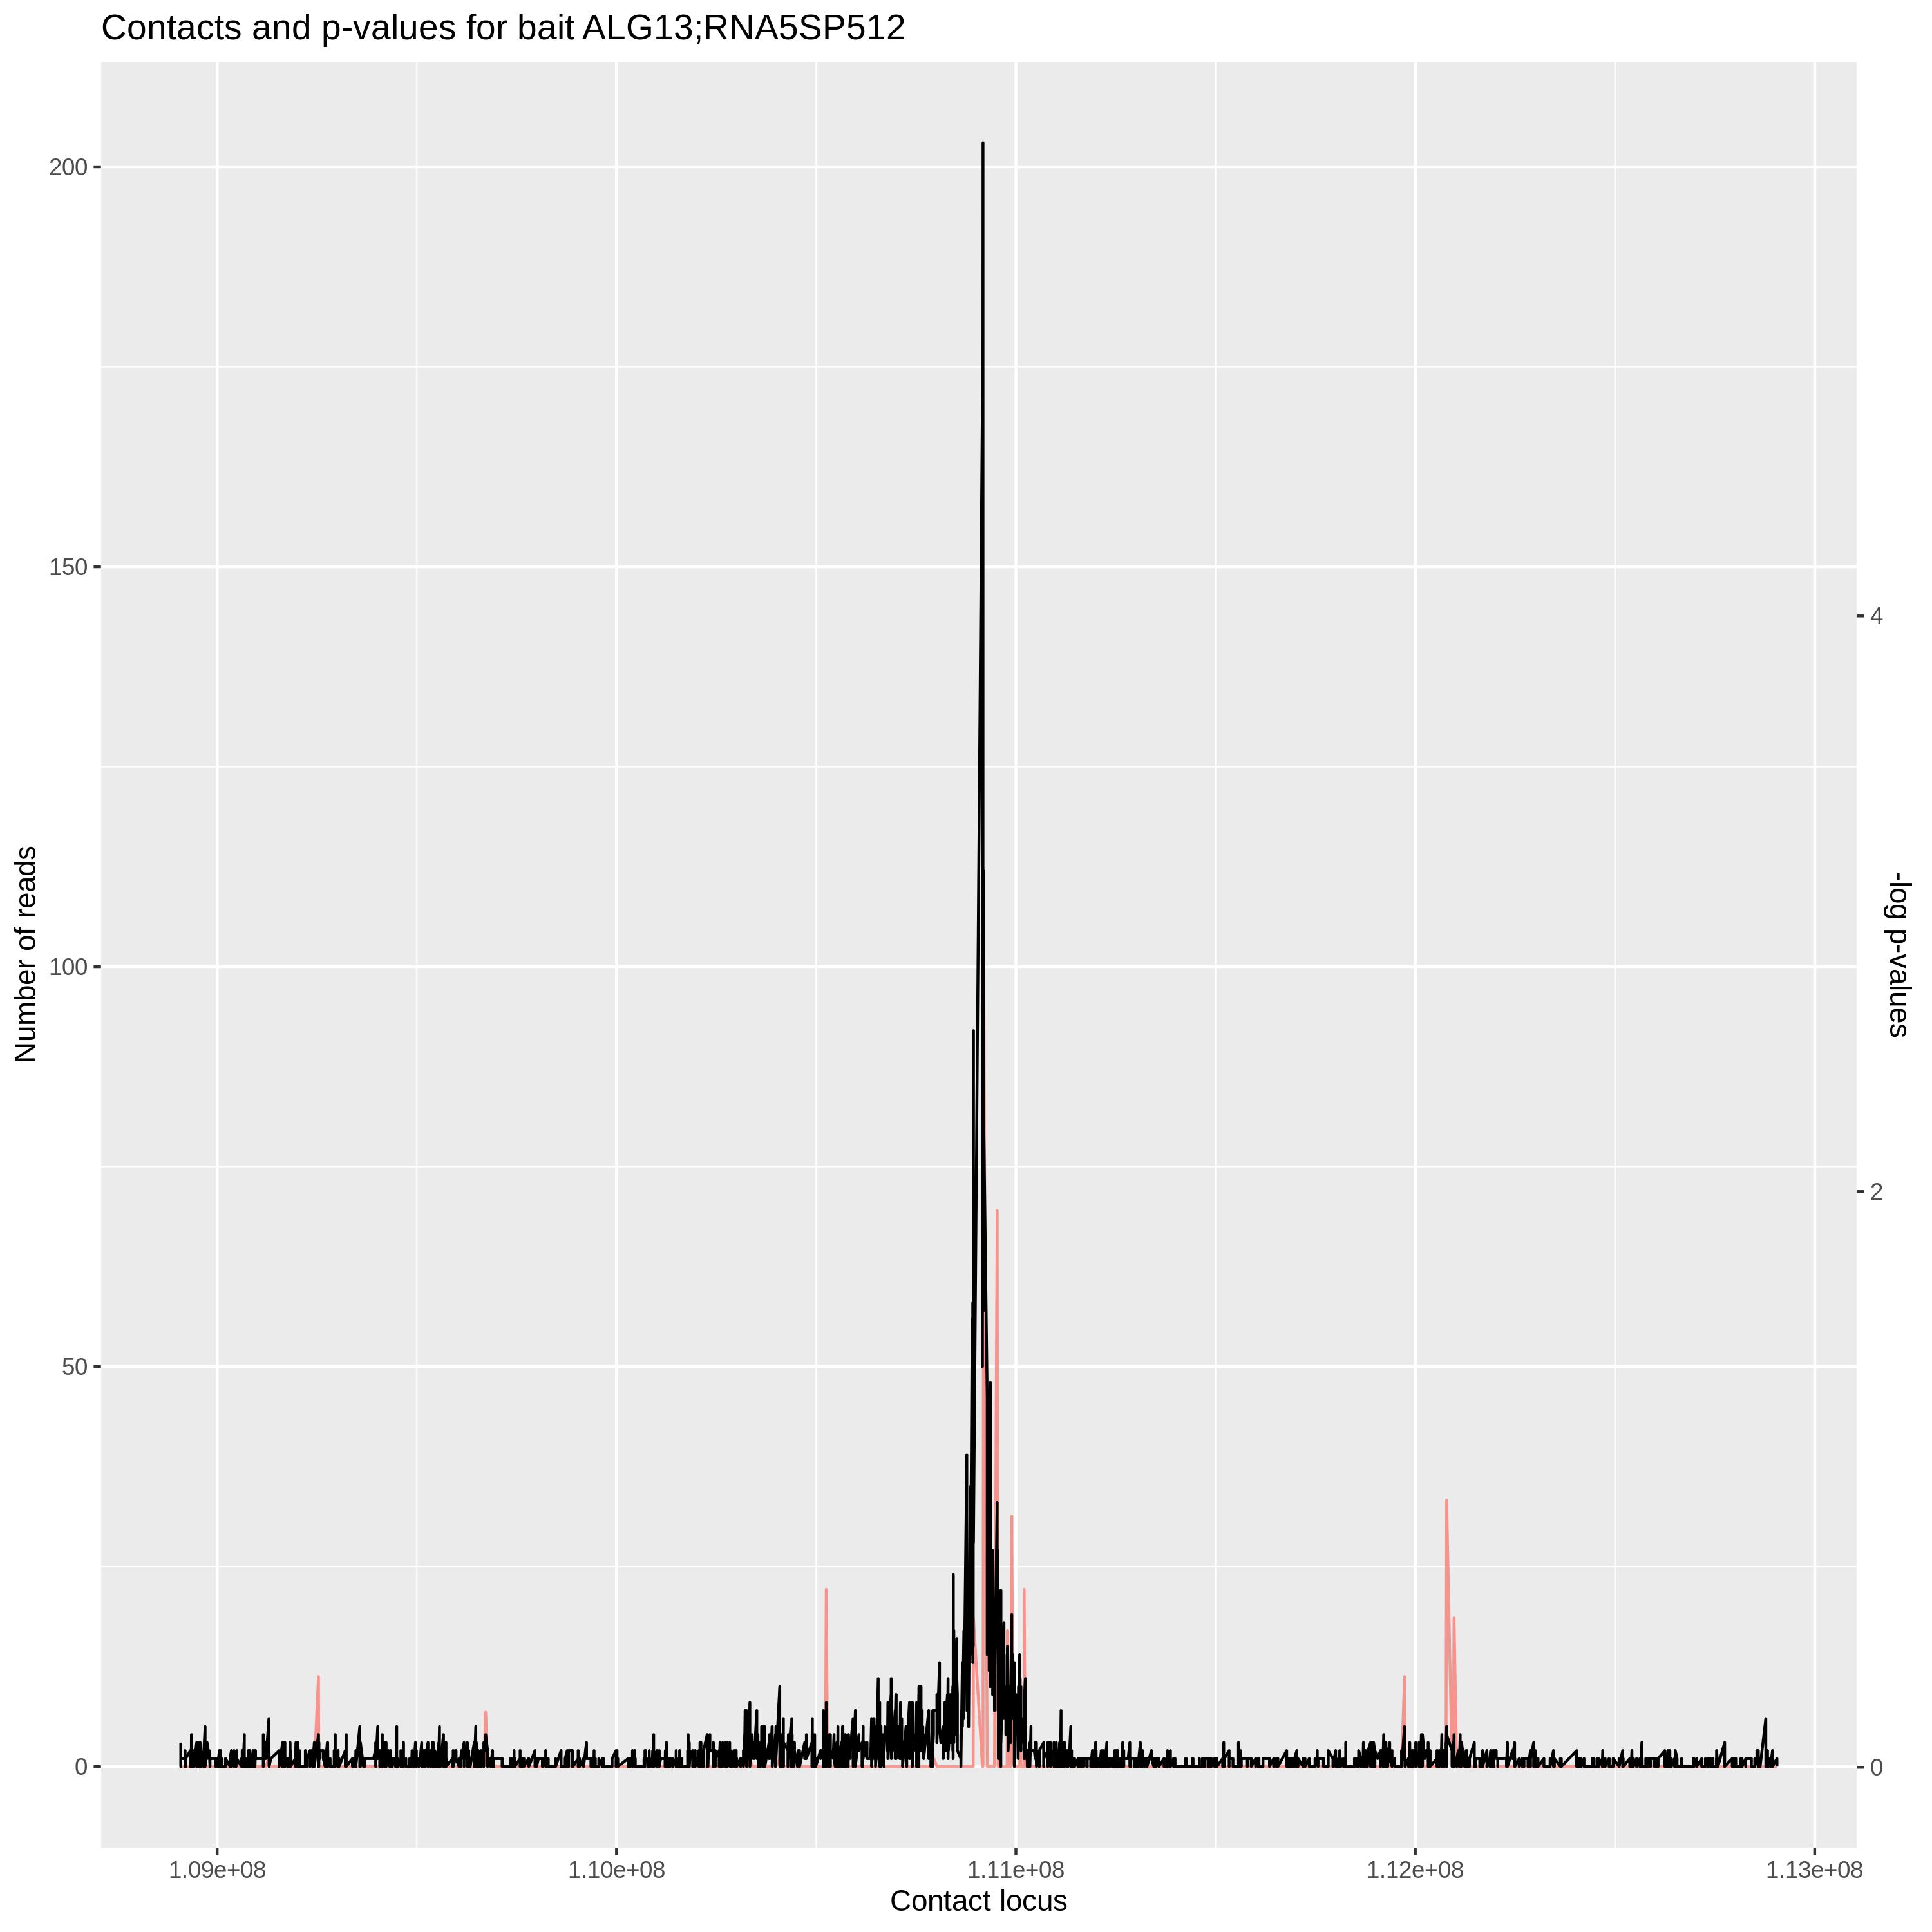 Contacts and p-values for bait ALG13;RNA5SP512
200
150
100
50
0
Number of reads
4
2
0
-log p-values
1.09e+08
1.10e+08
1.11e+08
1.12e+08
1.13e+08
Contact locus